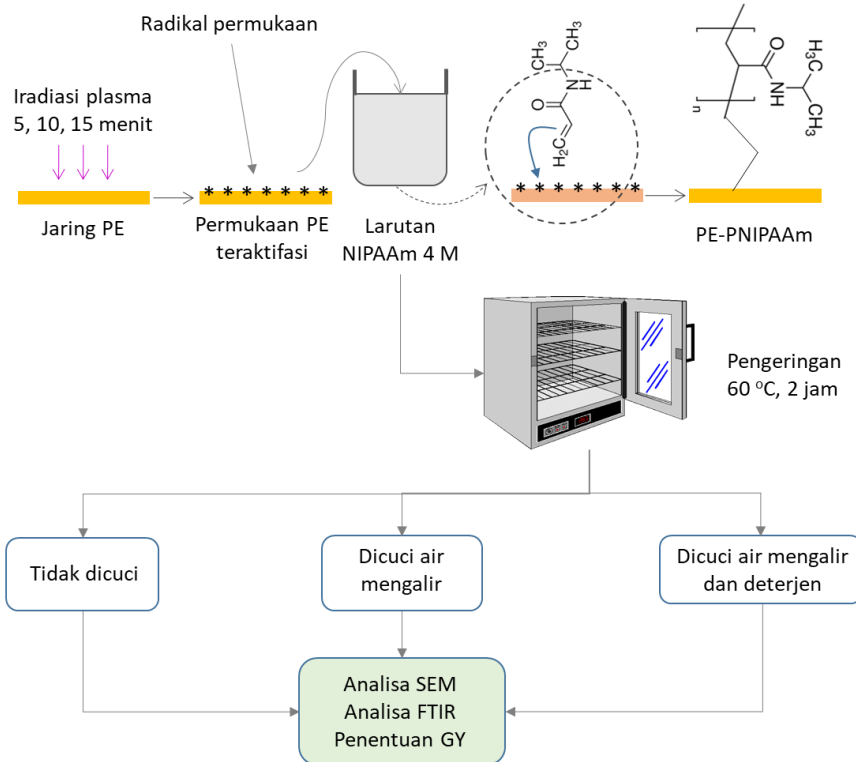 Radikal permukaan
Iradiasi plasma
5, 10, 15 menit
Jaring PE
* * * * * * *
Permukaan PE
teraktifasi
Larutan
NIPAAm 4 M
CH₃
CH₃
N
H
O
H₂C
* * * * * * *
n
O
NH
H₃C
CH₃
PE-PNIPAAm
Pengeringan
60 °C, 2 jam
Tidak dicuci
Dicuci air
mengalir
Dicuci air mengalir
dan deterjen
Analisa SEM
Analisa FTIR
Penentuan GY